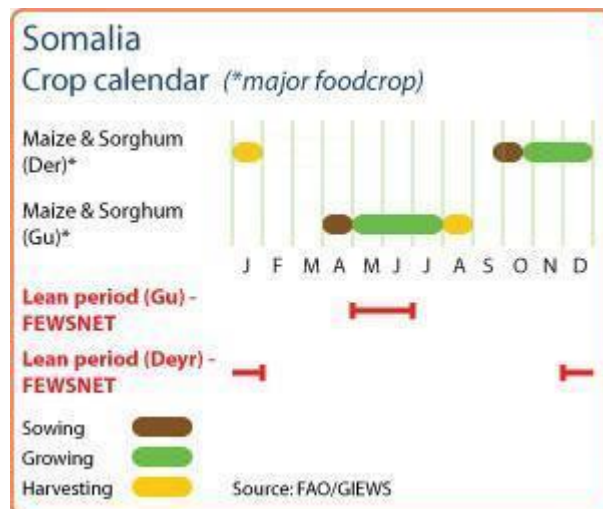 Somalia
Crop calendar (*major foodcrop)
Maize & Sorghum
(Der)*
Maize & Sorghum
(Gu)*
J F M A M J J A S O N D
Lean period (Gu) -
FEWSNET
Lean period (Deyr) -
FEWSNET
Sowing
Growing
Harvesting
Source: FAO/GIEWS